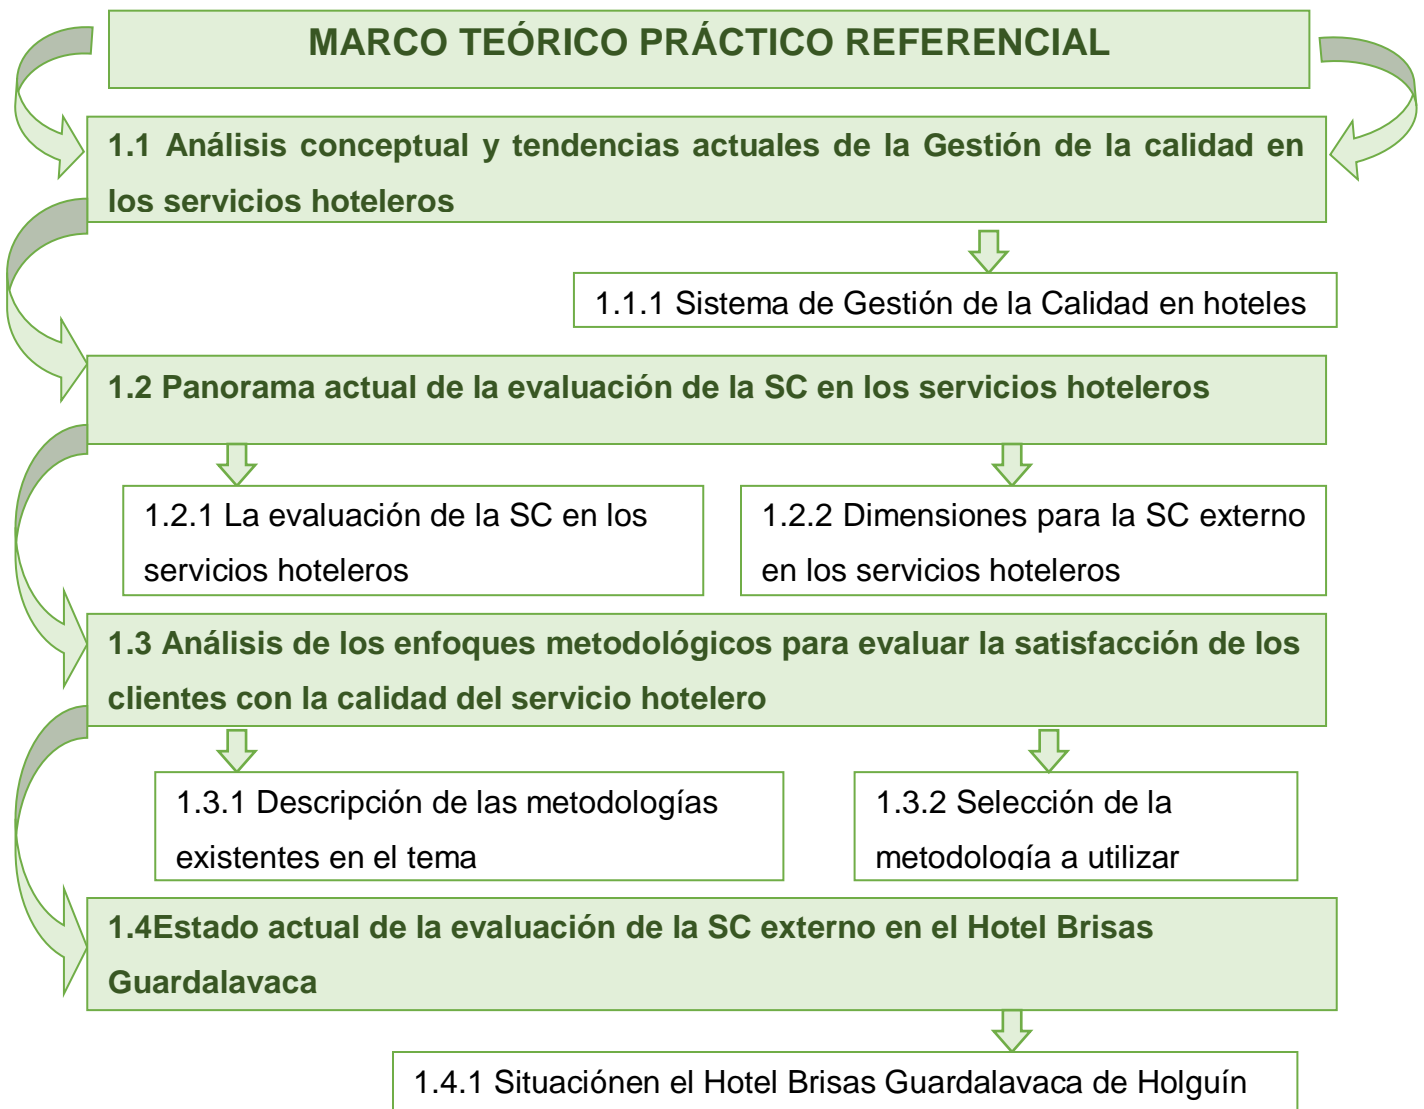 MARCO TEÓRICO PRÁCTICO REFERENCIAL
1.1 Análisis conceptual y tendencias actuales de la Gestión de la calidad en
los servicios hoteleros
1.1.1 Sistema de Gestión de la Calidad en hoteles
1.2 Panorama actual de la evaluación de la SC en los servicios hoteleros
1.2.1 La evaluación de la SC en los
servicios hoteleros
1.2.2 Dimensiones para la SC externo
en los servicios hoteleros
1.3 Análisis de los enfoques metodológicos para evaluar la satisfacción de los
clientes con la calidad del servicio hotelero
1.3.1 Descripción de las metodologías
existentes en el tema
1.3.2 Selección de la
metodología a utilizar
1.4Estado actual de la evaluación de la SC externo en el Hotel Brisas
Guardalavaca
1.4.1 Situaciónen el Hotel Brisas Guardalavaca de Holguín